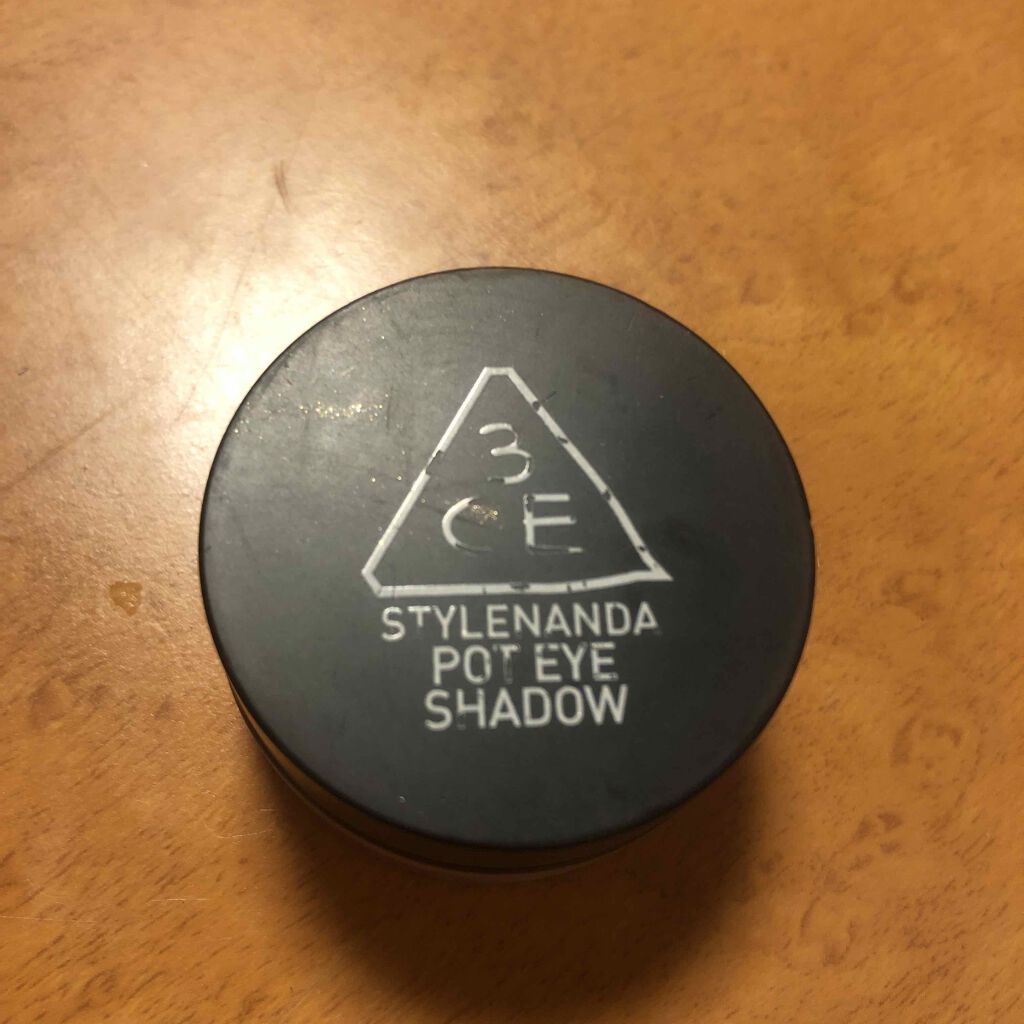 3
CE
STYLENANDA
POT EYE
SHADOW